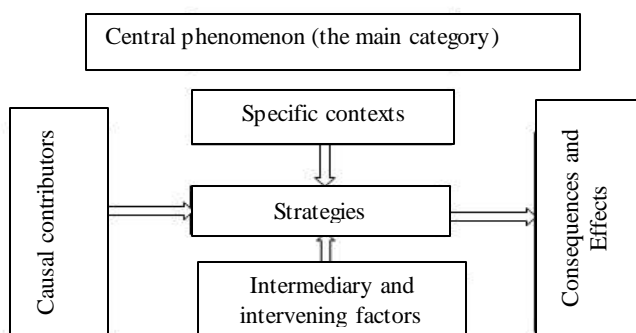 Central phenomenon (the main category)
Specific contexts
Causal contributors
Strategies
Consequences and
Effects
Intermediary and
intervening factors